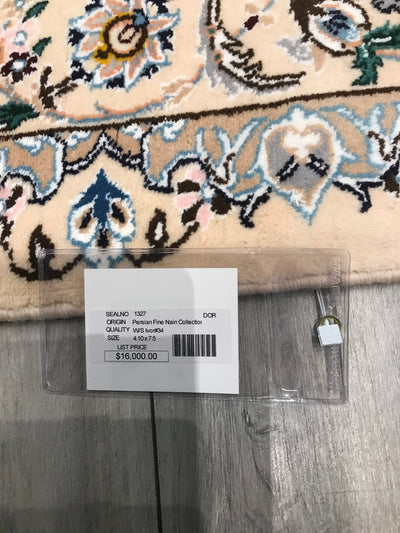 SEALNO 1327 DOR
ORIGIN Persian Fine Nain Collection
QUALITY W/S Ivor#34
SIZE 4.10 x 7.5
LIST PRICE
$16,000.00